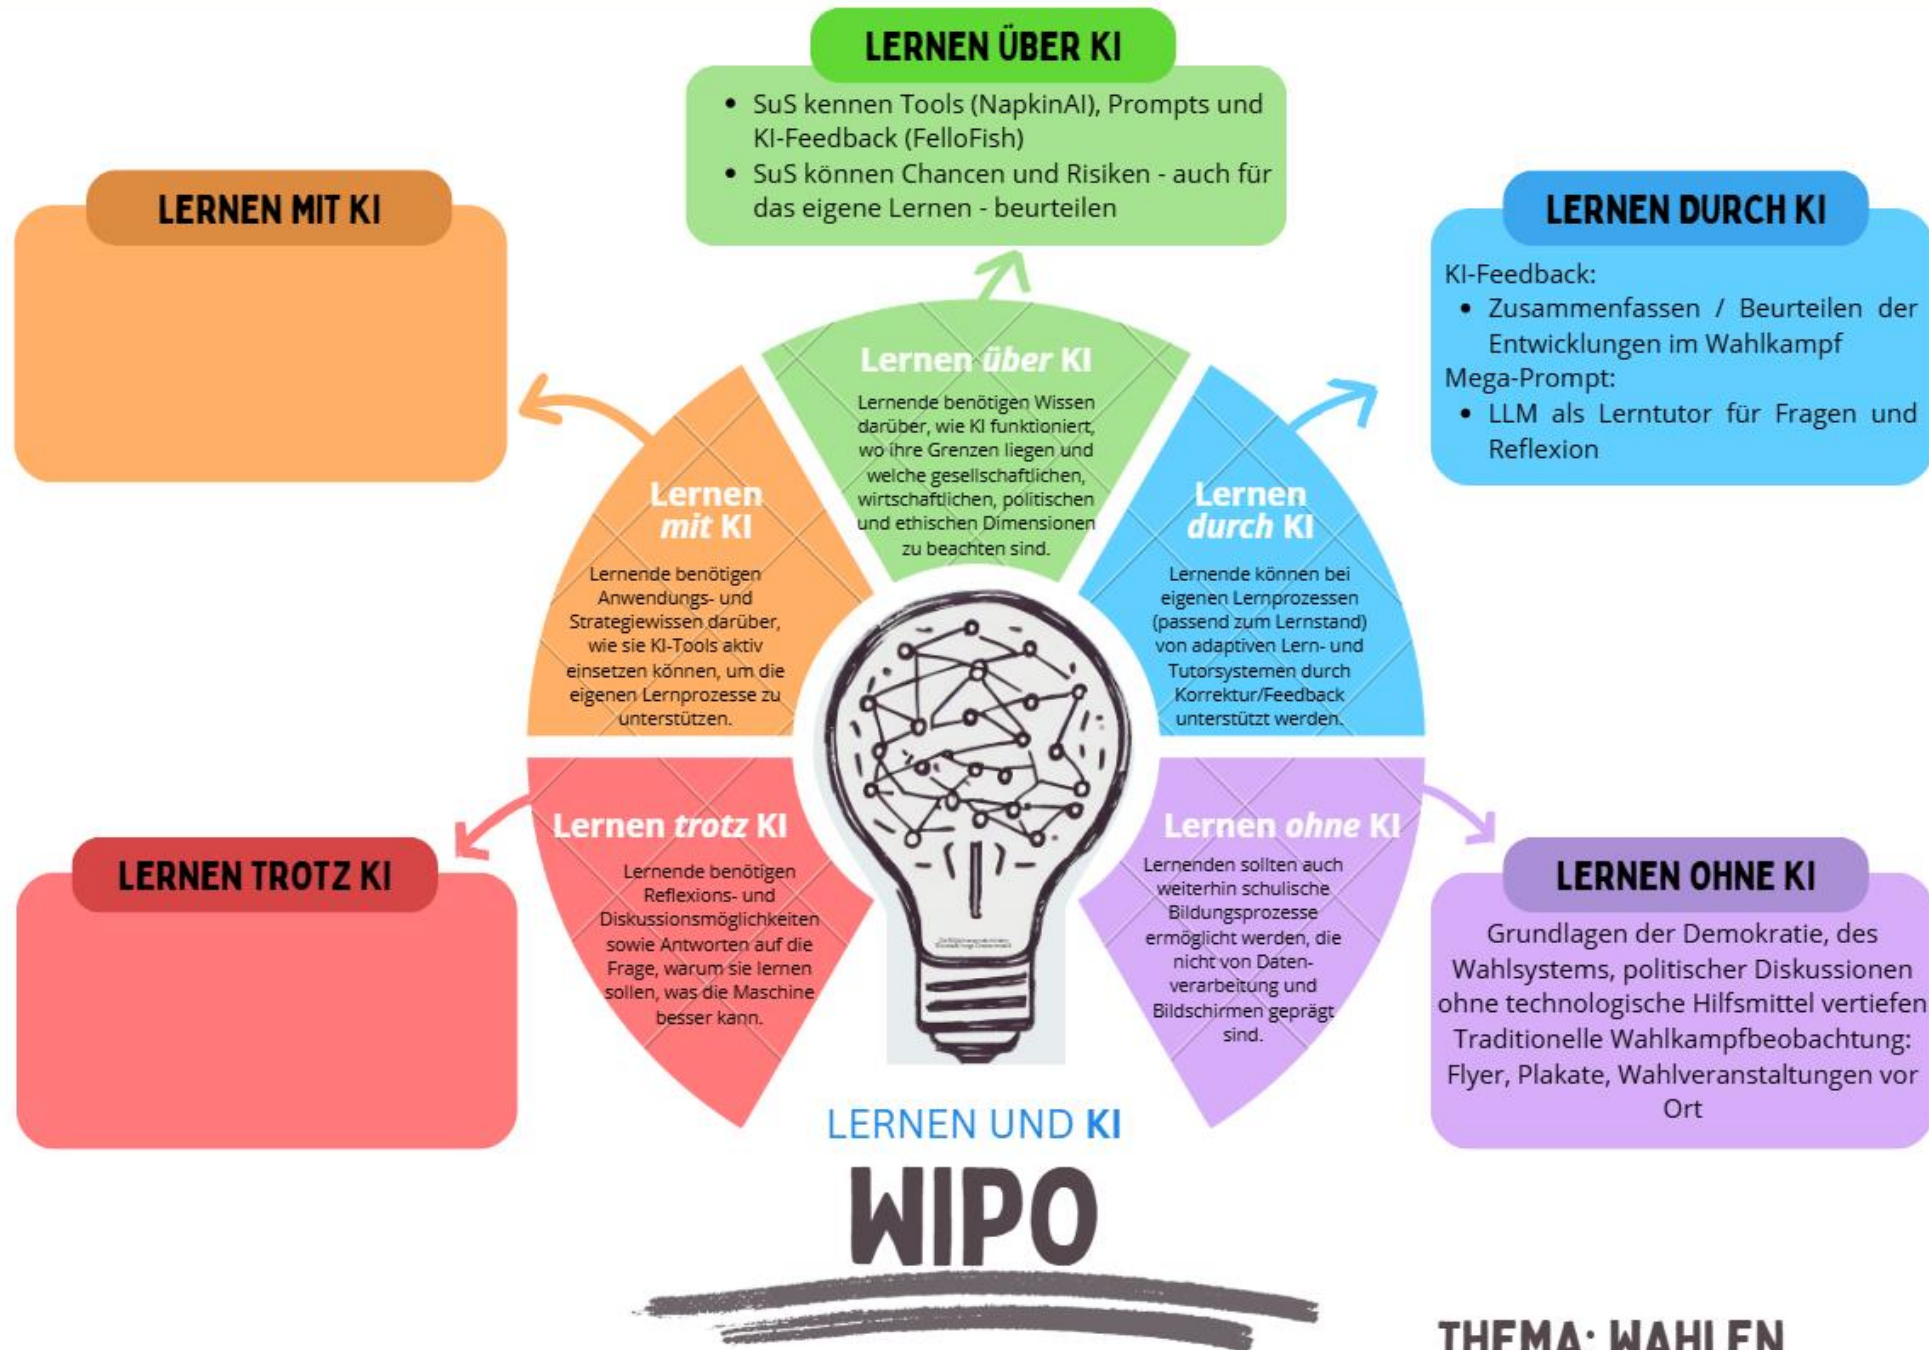 LERNEN ÜBER KI
• SuS kennen Tools (NapkinAI), Prompts und
KI-Feedback (FelloFish)
• SuS können Chancen und Risiken - auch für
das eigene Lernen - beurteilen
LERNEN MIT KI
LERNEN DURCH KI
KI-Feedback:
• Zusammenfassen / Beurteilen der
Entwicklungen im Wahlkampf
Mega-Prompt:
• LLM als Lerntutor für Fragen und
Reflexion
Lernen über KI
Lernende benötigen Wissen
darüber, wie KI funktioniert,
wo ihre Grenzen liegen und
welche gesellschaftlichen,
wirtschaftlichen, politischen
und ethischen Dimensionen
zu beachten sind.
Lernen
mit KI
Lernende benötigen
Anwendungs- und
Strategiewissen darüber,
wie sie KI-Tools aktiv
einsetzen können, um die
eigenen Lernprozesse zu
unterstützen.
Lernen
durch KI
Lernende können bei
eigenen Lernprozessen
(passend zum Lernstand)
von adaptiven Lern- und
Tutorsystemen durch
Korrektur/Feedback
unterstützt werden.
Lernen trotz KI
Lernende benötigen
Reflexions- und
Diskussionsmöglichkeiten
sowie Antworten auf die
Frage, warum sie lernen
sollen, was die Maschine
besser kann.
Lernen ohne KI
Lernenden sollten auch
weiterhin schulische
Bildungsprozesse
ermöglicht werden, die
nicht von Daten-
verarbeitung und
Bildschirmen geprägt
sind.
LERNEN TROTZ KI
LERNEN OHNE KI
Grundlagen der Demokratie, des
Wahlsystems, politischer Diskussionen
ohne technologische Hilfsmittel vertiefen
Traditionelle Wahlkampfbeobachtung:
Flyer, Plakate, Wahlveranstaltungen vor
Ort
LERNEN UND KI
WIPO
THEMA: WAHLEN